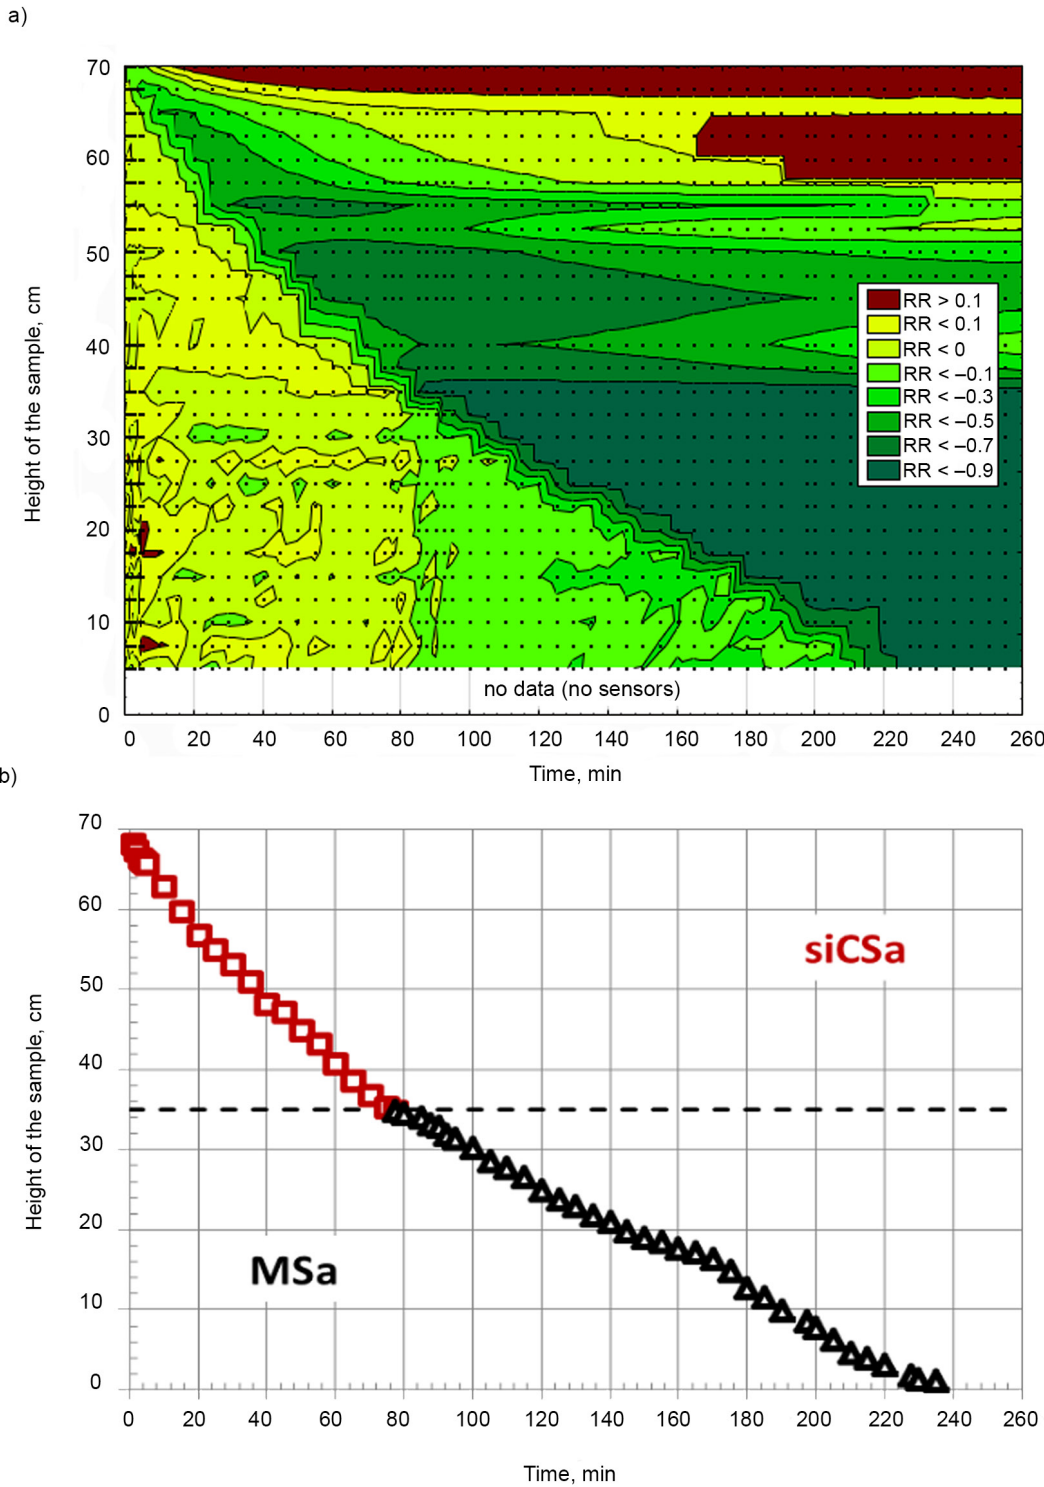 a)
70
60
50
40
30
20
10
0
Height of the sample, cm
RR > 0.1
RR < 0.1
RR < 0
RR < –0.1
RR < –0.3
RR < –0.5
RR < –0.7
RR < –0.9
no data (no sensors)
0 20 40 60 80 100 120 140 160 180 200 220 240 260
Time, min
b)
70
60
50
40
30
20
10
0
Height of the sample, cm
siCSa
MSa
0 20 40 60 80 100 120 140 160 180 200 220 240 260
Time, min